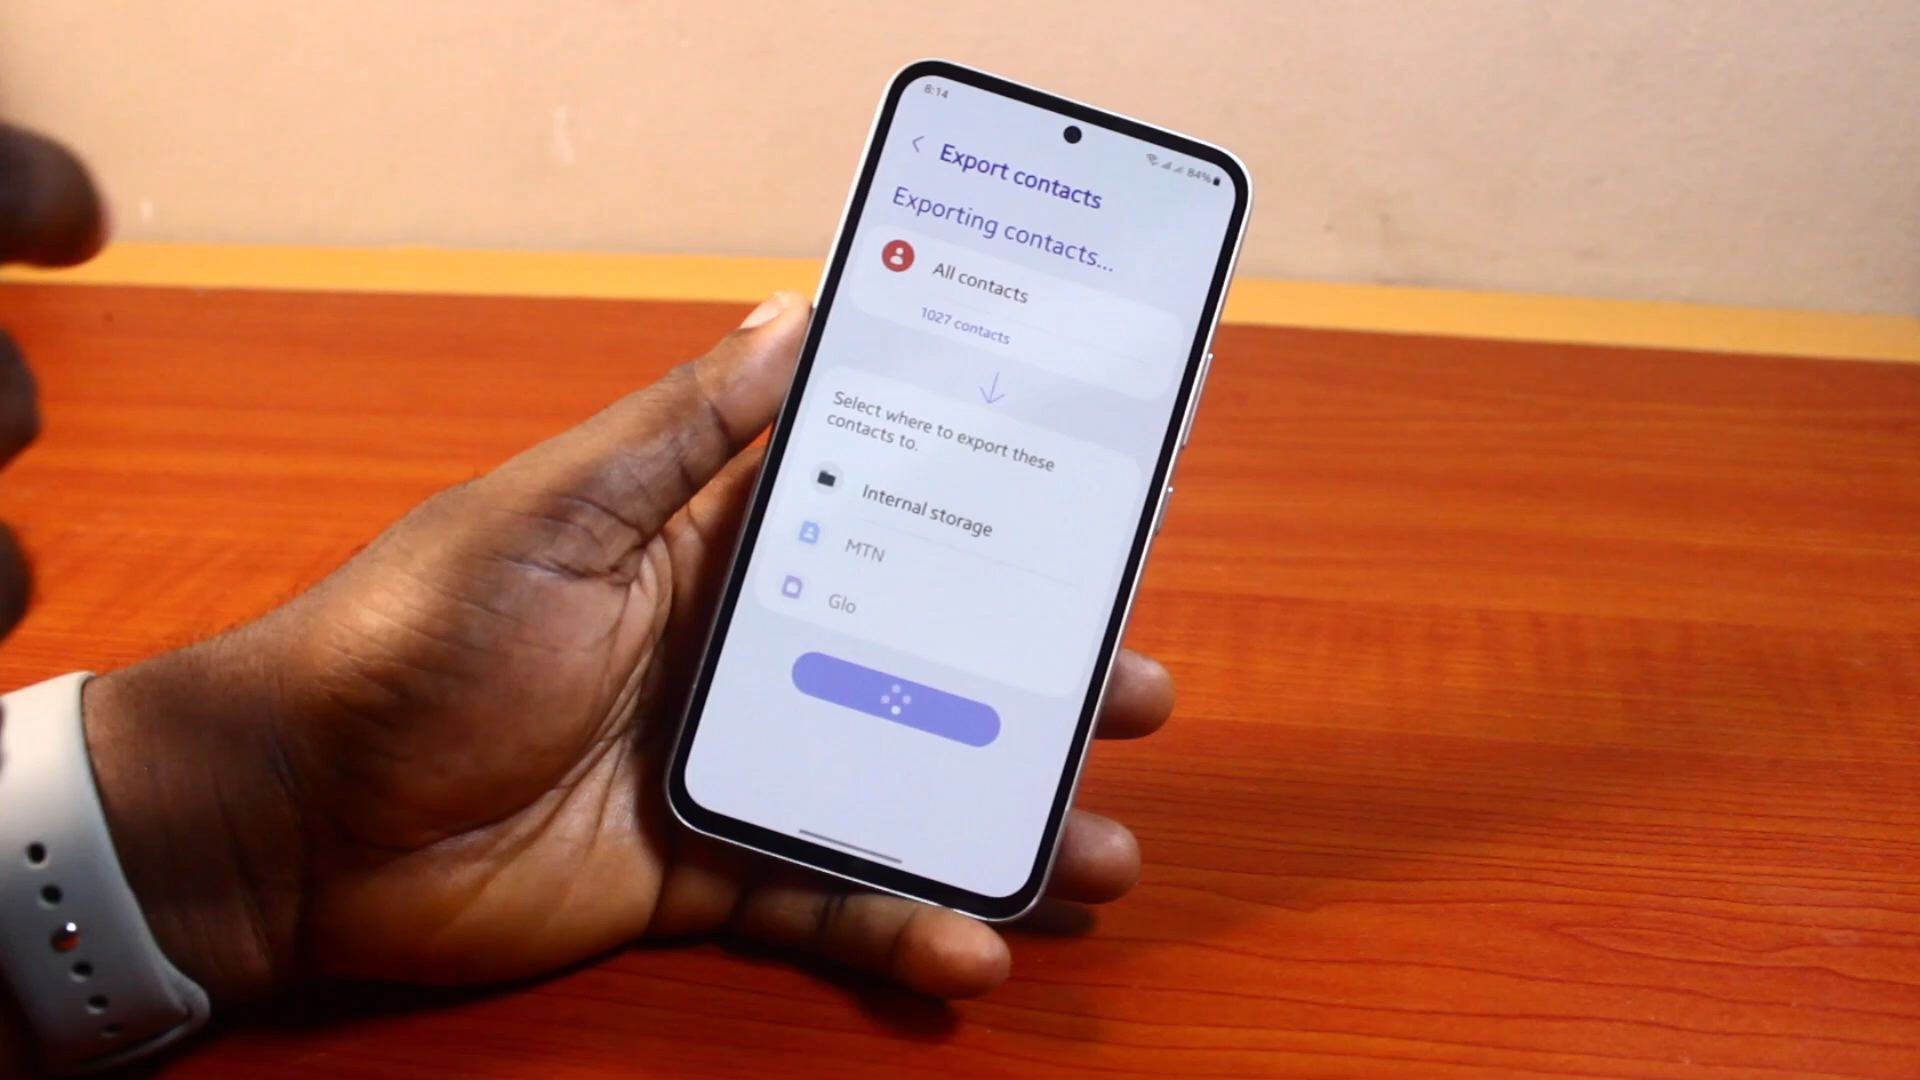 8:14
84%
Export contacts
Exporting contacts...
All contacts
1027 contacts
Select where to export these
contacts to.
Internal storage
MTN
Glo